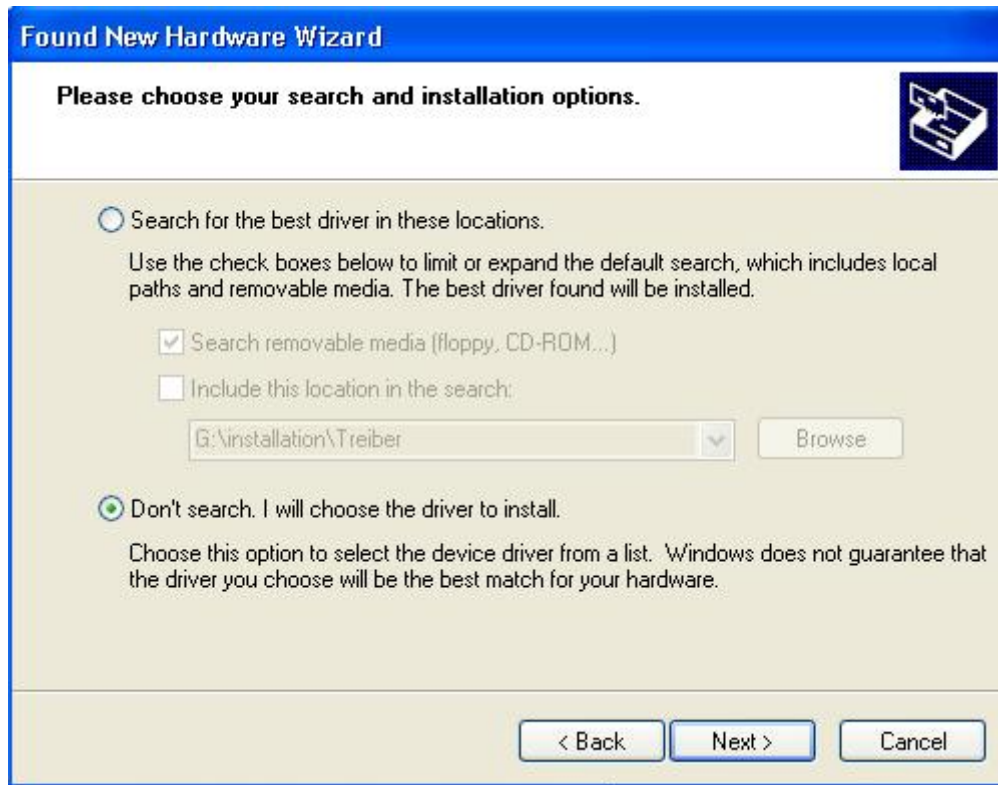 Found New Hardware Wizard
Please choose your search and installation options.
Search for the best driver in these locations.
Use the check boxes below to limit or expand the default search, which includes local
paths and removable media. The best driver found will be installed.
Search removable media (floppy, CD-ROM...)
Include this location in the search:
G:\installation\Treiber
Browse
Don't search. I will choose the driver to install.
Choose this option to select the device driver from a list. Windows does not guarantee that
the driver you choose will be the best match for your hardware.
< Back Next > Cancel